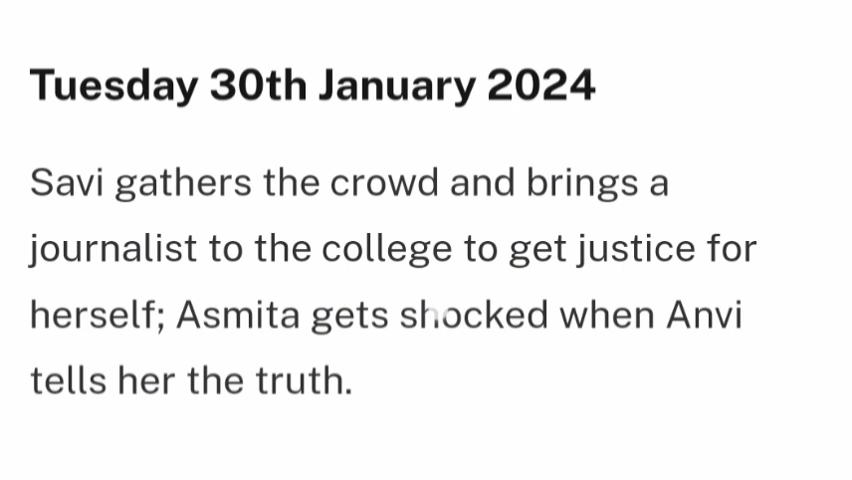 Tuesday 30th January 2024
Savi gathers the crowd and brings a
journalist to the college to get justice for
herself; Asmita gets shocked when Anvi
tells her the truth.